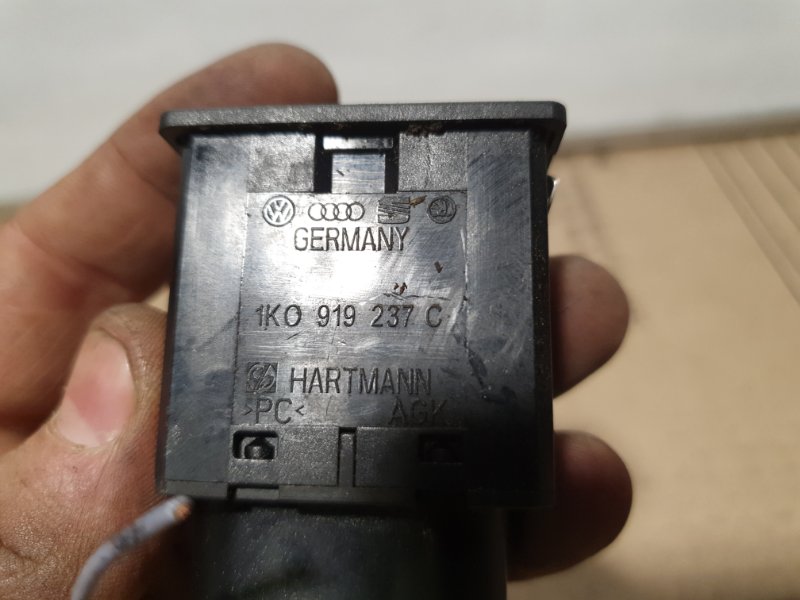 GERMANY
1K0 919 237 C
HARTMANN
>PC< AGK